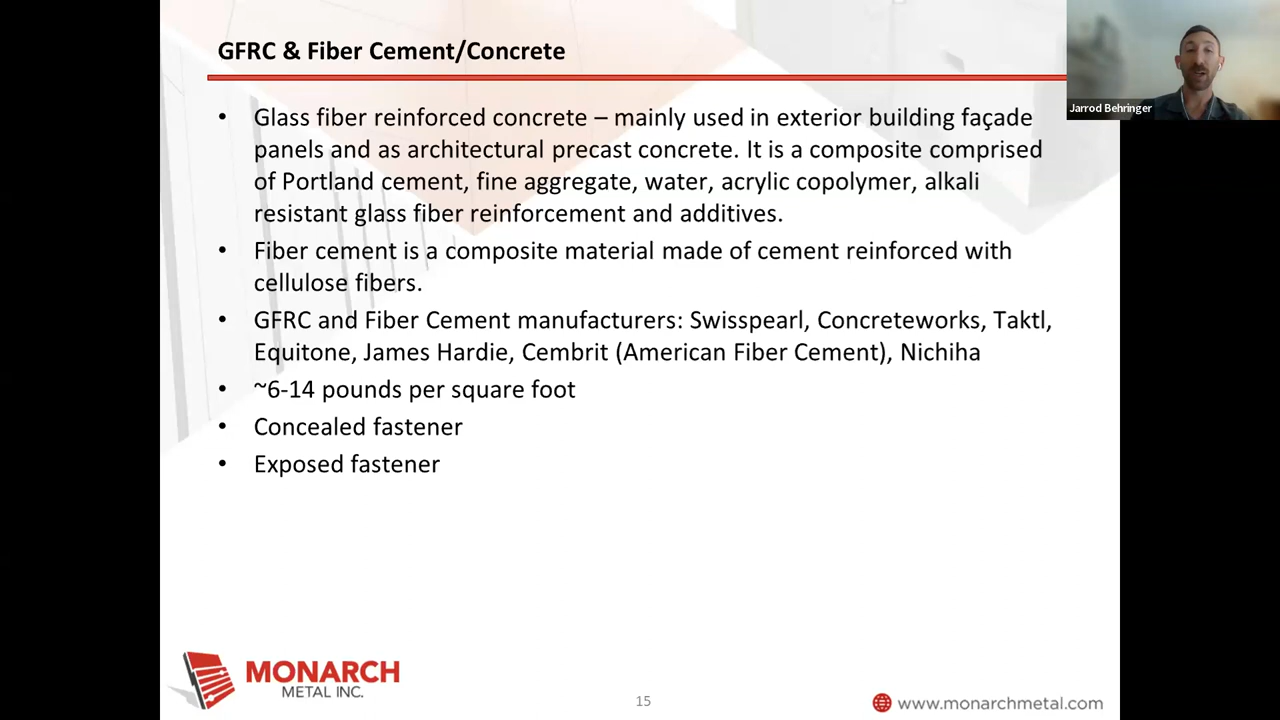 GFRC & Fiber Cement/Concrete
Jarrod Behringer
• Glass fiber reinforced concrete – mainly used in exterior building façade
panels and as architectural precast concrete. It is a composite comprised
of Portland cement, fine aggregate, water, acrylic copolymer, alkali
resistant glass fiber reinforcement and additives.
• Fiber cement is a composite material made of cement reinforced with
cellulose fibers.
• GFRC and Fiber Cement manufacturers: Swisspearl, Concreteworks, Taktl,
Equitone, James Hardie, Cembrit (American Fiber Cement), Nichiha
• ~6-14 pounds per square foot
• Concealed fastener
• Exposed fastener
MONARCH
METAL INC.
15
www.monarchmetal.com